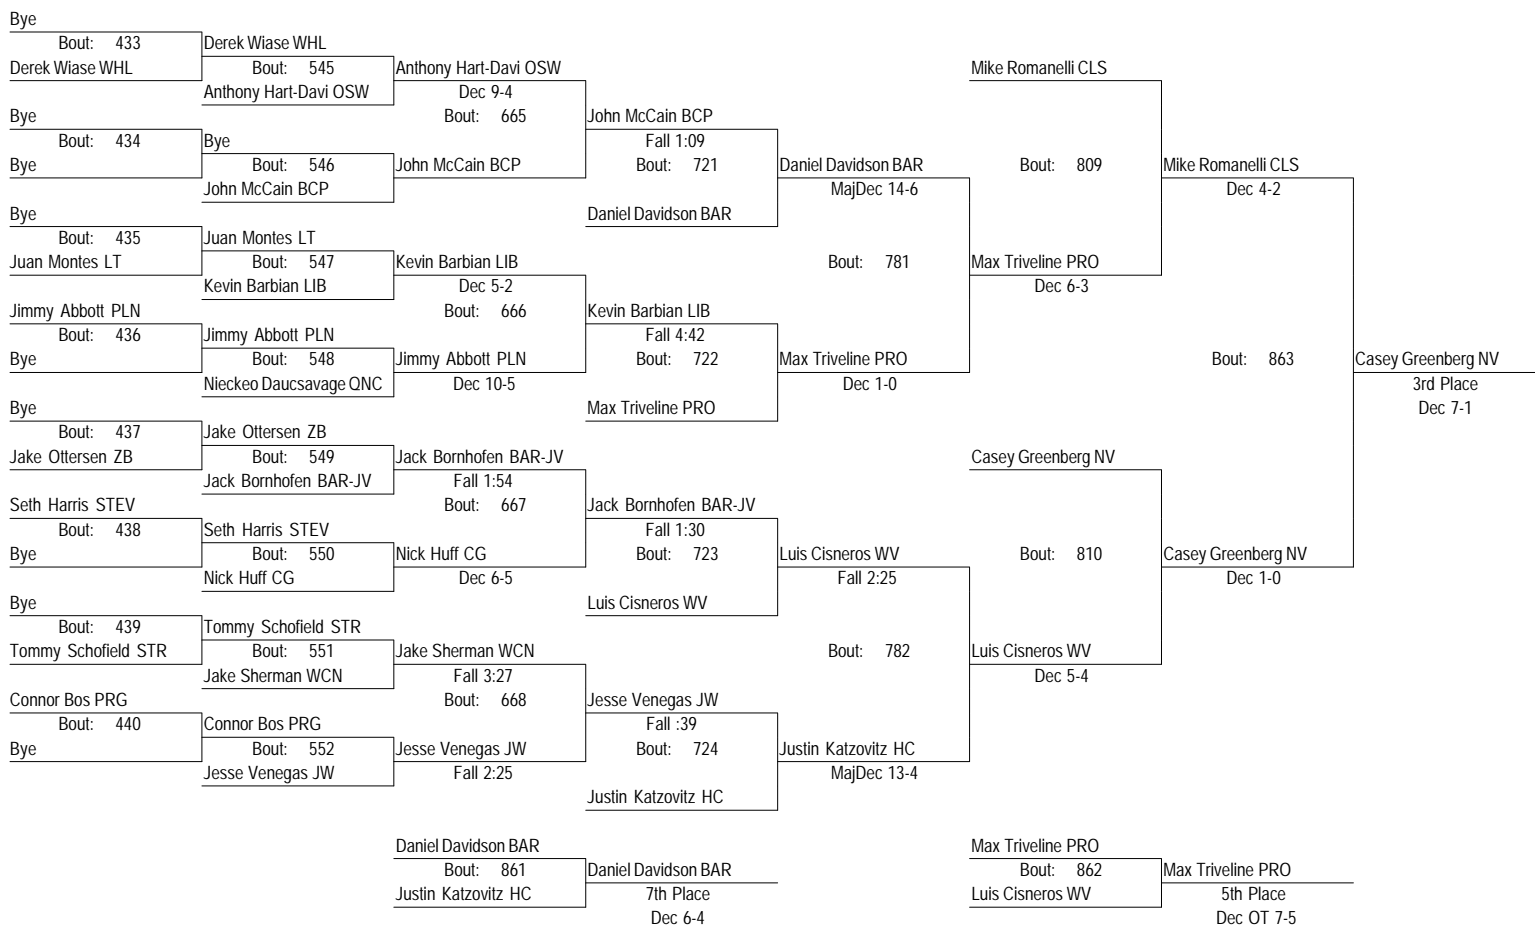 Bye
Bout: 433
Derek Wiase WHL
Derek Wiase WHL
Bout: 545
Anthony Hart-Davi OSW
Anthony Hart-Davi OSW
Dec 9-4
Bout: 665
Mike Romanelli CLS
Bye
Bout: 434
Bye
Bye
Bout: 546
John McCain BCP
John McCain BCP
John McCain BCP
Fall 1:09
Bout: 721
Daniel Davidson BAR
Daniel Davidson BAR
MajDec 14-6
Bout: 809
Mike Romanelli CLS
Dec 4-2
Bye
Bout: 435
Juan Montes LT
Juan Montes LT
Bout: 547
Kevin Barbian LIB
Kevin Barbian LIB
Dec 5-2
Bout: 666
Bout: 781
Max Triveline PRO
Dec 6-3
Jimmy Abbott PLN
Bout: 436
Bye
Jimmy Abbott PLN
Bout: 548
Nieckeo Daucsavage QNC
Jimmy Abbott PLN
Dec 10-5
Kevin Barbian LIB
Fall 4:42
Bout: 722
Max Triveline PRO
Max Triveline PRO
Dec 1-0
Bout: 863
Casey Greenberg NV
3rd Place
Dec 7-1
Bye
Bout: 437
Jake Ottersen ZB
Jake Ottersen ZB
Bout: 549
Jack Bornhofen BAR-JV
Jack Bornhofen BAR-JV
Fall 1:54
Bout: 667
Casey Greenberg NV
Seth Harris STEV
Bout: 438
Bye
Seth Harris STEV
Bout: 550
Nick Huff CG
Nick Huff CG
Dec 6-5
Jack Bornhofen BAR-JV
Fall 1:30
Bout: 723
Luis Cisneros WV
Luis Cisneros WV
Fall 2:25
Bout: 810
Casey Greenberg NV
Dec 1-0
Bye
Bout: 439
Tommy Schofield STR
Tommy Schofield STR
Bout: 551
Jake Sherman WCN
Jake Sherman WCN
Fall 3:27
Bout: 668
Bout: 782
Luis Cisneros WV
Dec 5-4
Connor Bos PRG
Bout: 440
Bye
Connor Bos PRG
Bout: 552
Jesse Venegas JW
Jesse Venegas JW
Fall 2:25
Jesse Venegas JW
Fall :39
Bout: 724
Justin Katzovitz HC
Justin Katzovitz HC
MajDec 13-4
Daniel Davidson BAR
Bout: 861
Justin Katzovitz HC
Daniel Davidson BAR
7th Place
Dec 6-4
Max Triveline PRO
Bout: 862
Luis Cisneros WV
Max Triveline PRO
5th Place
Dec OT 7-5